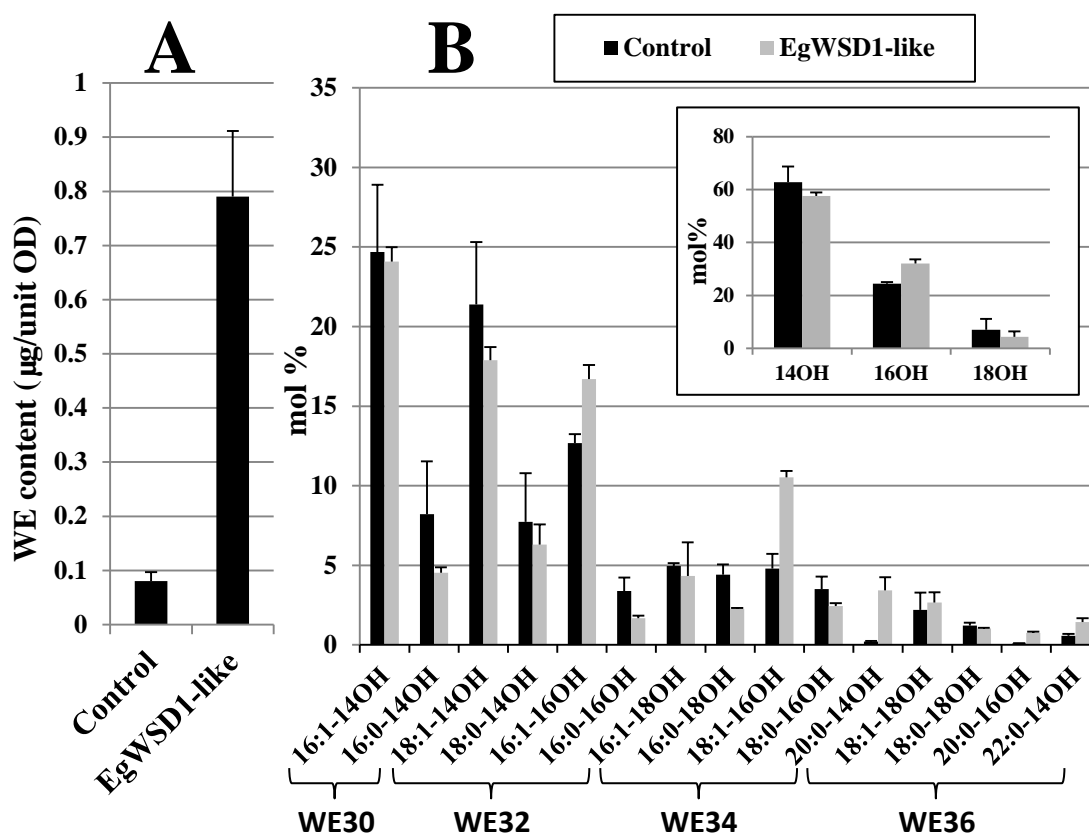 A
B
Control
EgWSD1-like
WE content ( µg/unit OD)
1
0.9
0.8
0.7
0.6
0.5
0.4
0.3
0.2
0.1
0
Control
EgWSD1-like
mol %
35
30
25
20
15
10
5
0
mol%
80
60
40
20
0
14OH
16OH
18OH
16:1-14OH
16:0-14OH
18:1-14OH
18:0-14OH
16:1-16OH
16:0-16OH
16:1-18OH
16:0-18OH
18:1-16OH
18:0-16OH
20:0-14OH
18:1-18OH
18:0-18OH
20:0-16OH
22:0-14OH
WE30
WE32
WE34
WE36